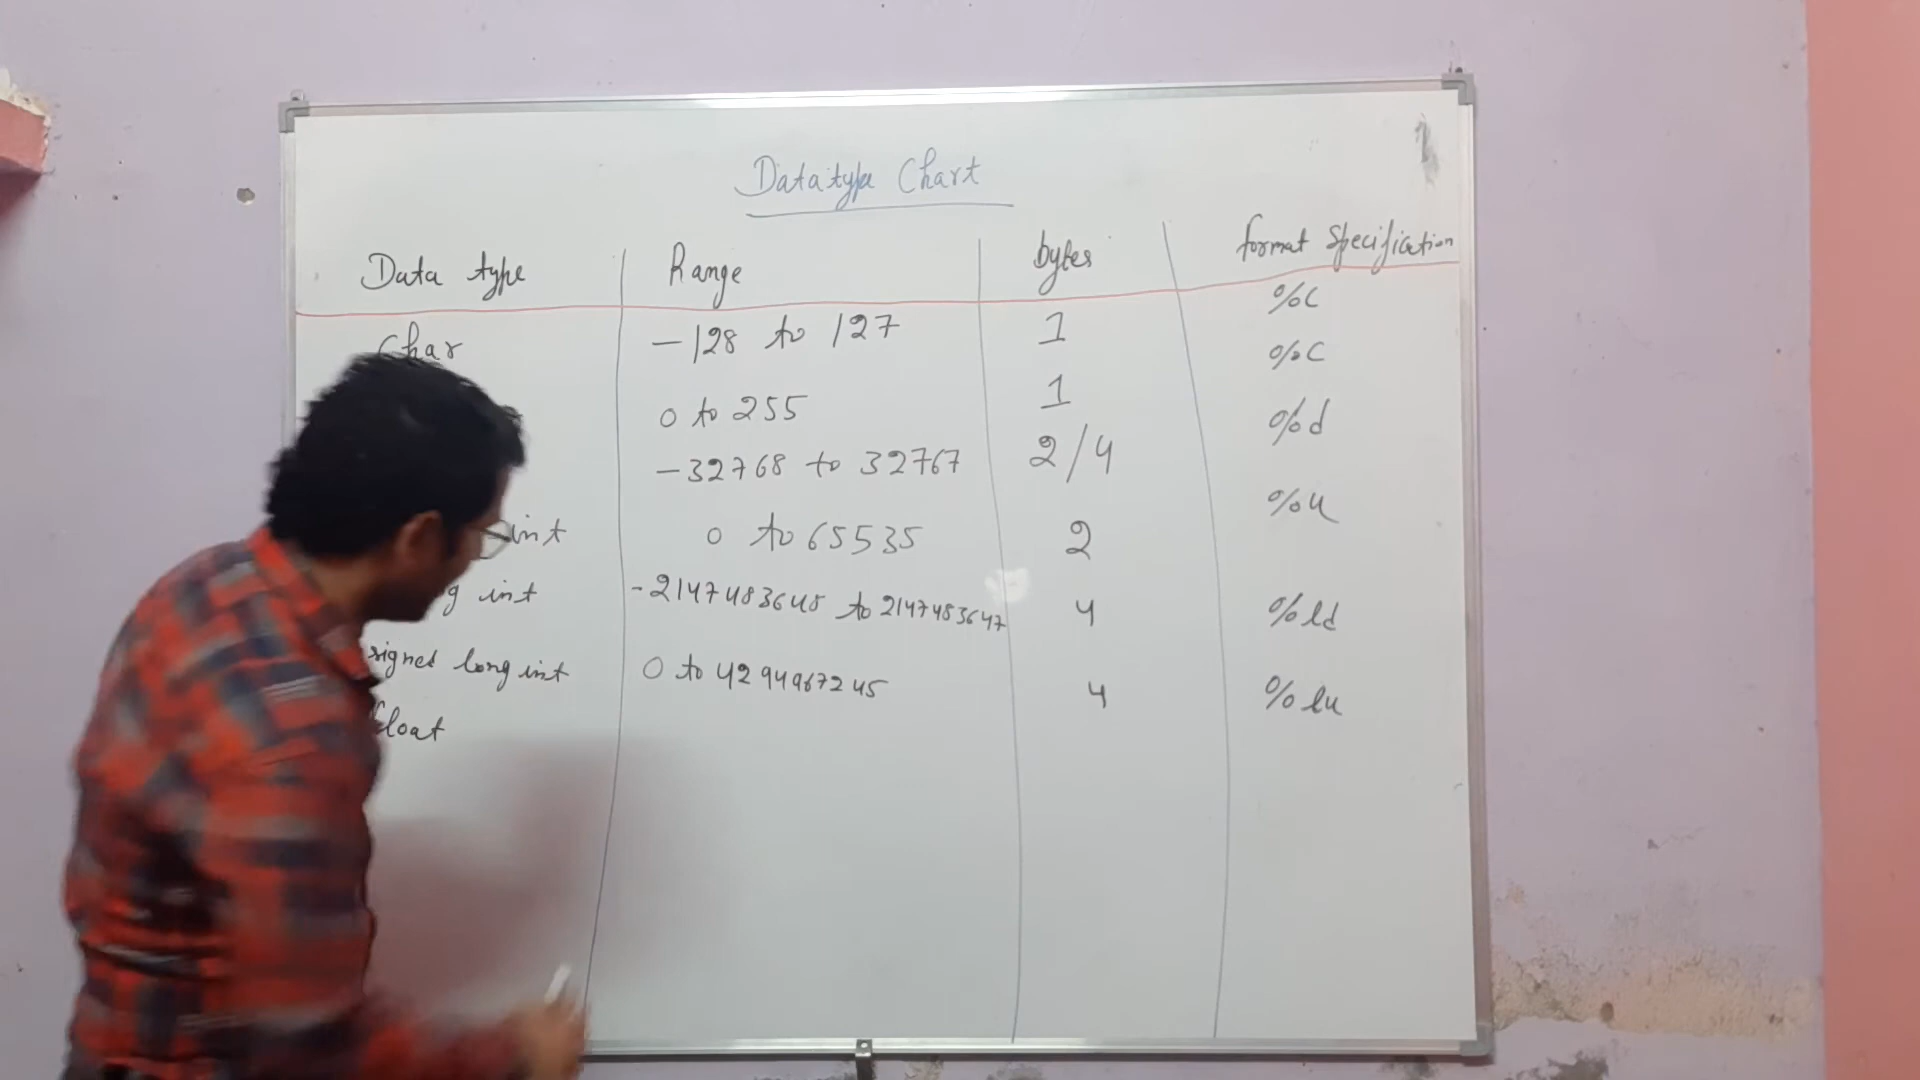 Datatype Chart
Data type Range bytes format Specification
Char -128 to 127 1 %c
0 to 255 1 %c
-32768 to 32767 2/4 %d
int 0 to 65535 2 %u
g int -2147483648 to 2147483647 4 %ld
signed long int 0 to 4294967245 4 %lu
float